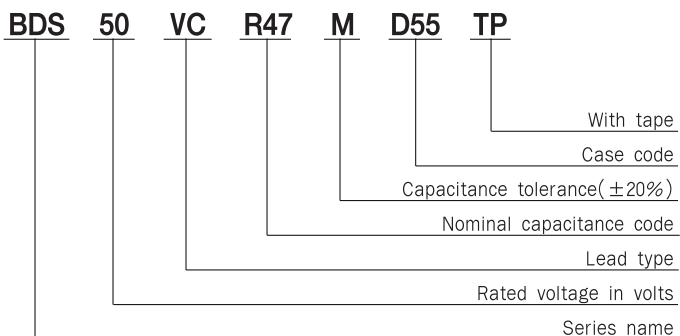 BDS 50 VC R47 M D55 TP
With tape
Case code
Capacitance tolerance(±20%)
Nominal capacitance code
Lead type
Rated voltage in volts
Series name